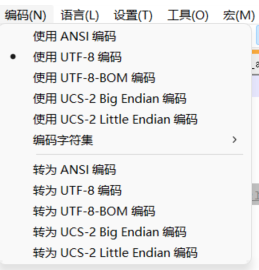 编码(N) 语言(L) 设置(T) 工具(O) 宏(M)
使用 ANSI 编码
使用 UTF-8 编码
使用 UTF-8-BOM 编码
使用 UCS-2 Big Endian 编码
使用 UCS-2 Little Endian 编码
编码字符集
转为 ANSI 编码
转为 UTF-8 编码
转为 UTF-8-BOM 编码
转为 UCS-2 Big Endian 编码
转为 UCS-2 Little Endian 编码